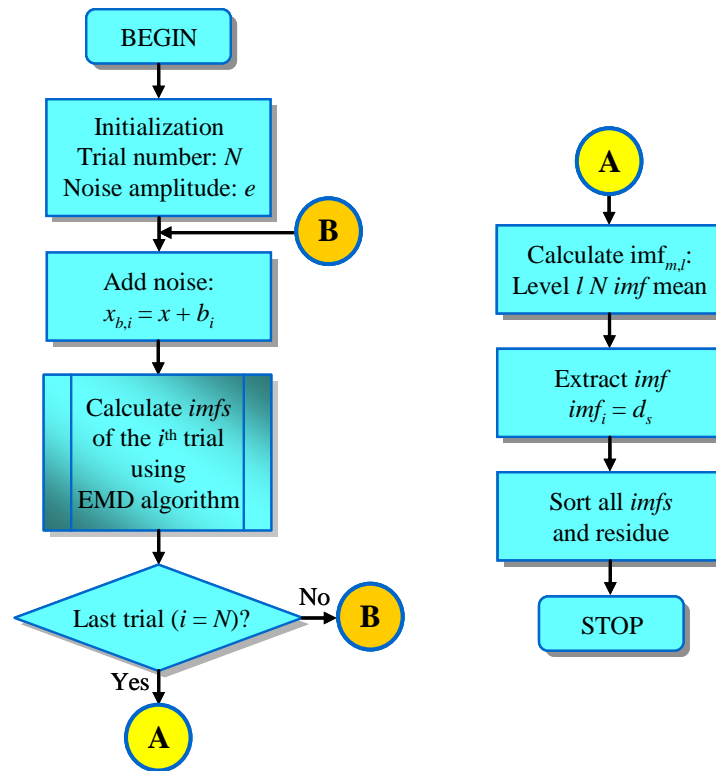 BEGIN
Initialization
Trial number: N
Noise amplitude: e
B
Add noise:
x_{b,i} = x + b_i
Calculate imfs
of the i^{th} trial
using
EMD algorithm
Last trial (i = N)?
No
B
Yes
A
A
Calculate imf_{m,l}:
Level l N imf mean
Extract imf
imf_i = d_s
Sort all imfs
and residue
STOP